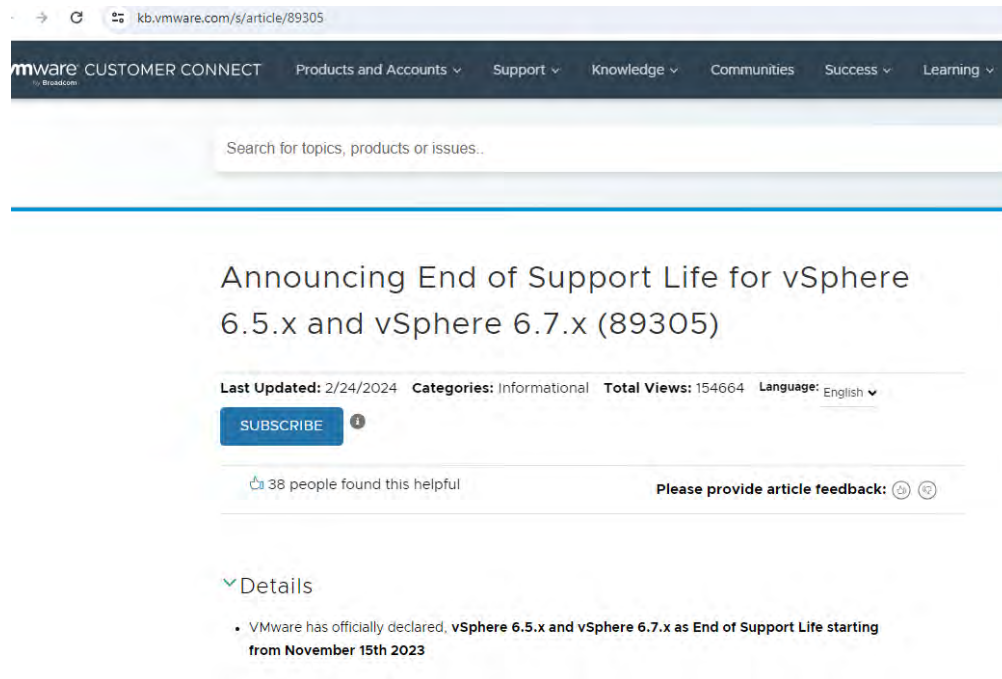 kb.vmware.com/s/article/89305
vmware CUSTOMER CONNECT Products and Accounts Support Knowledge Communities Success Learning
by Broadcom
Search for topics, products or issues..
Announcing End of Support Life for vSphere
6.5.x and vSphere 6.7.x (89305)
Last Updated: 2/24/2024 Categories: Informational Total Views: 154664 Language: English
SUBSCRIBE
38 people found this helpful Please provide article feedback:
Details
• VMware has officially declared, vSphere 6.5.x and vSphere 6.7.x as End of Support Life starting
from November 15th 2023